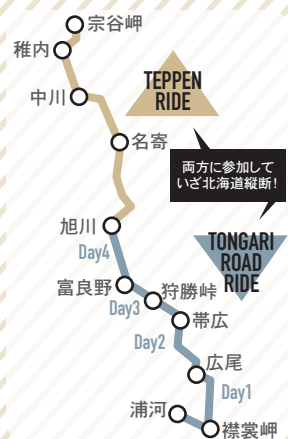 宗谷岬
稚内
中川
TEPPEN
RIDE
名寄
両方に参加して
いざ北海道縦断!
旭川
Day4
TONGARI
ROAD
RIDE
富良野
狩勝峠
Day3
帯広
Day2
広尾
Day1
浦河
襟裳岬